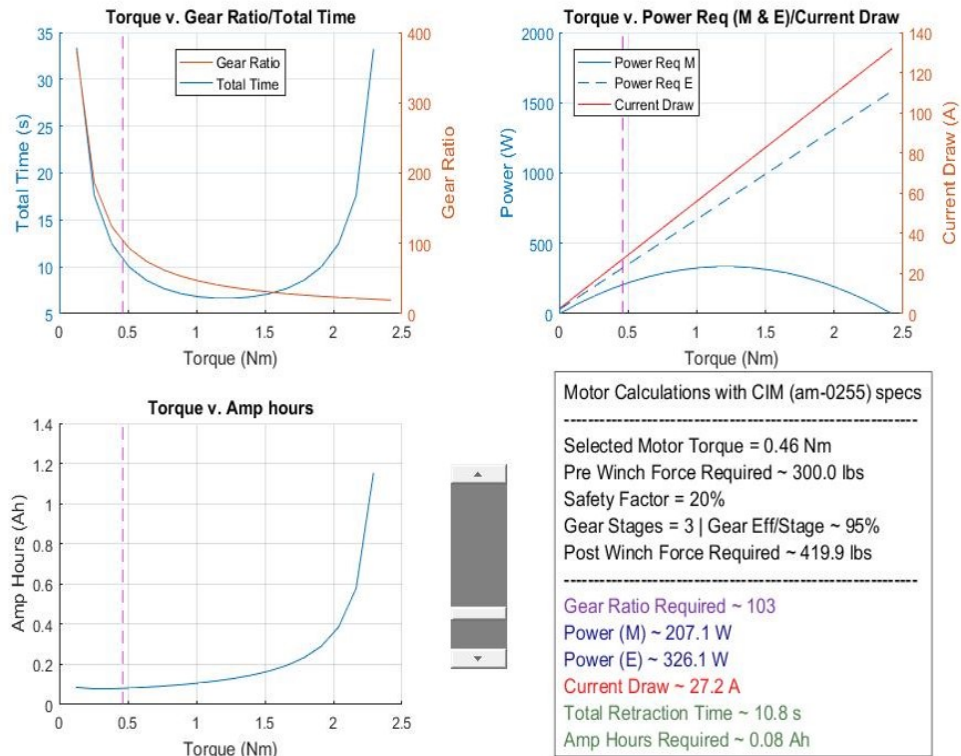 Torque v. Gear Ratio/Total Time
35
30
25
20
15
10
5
Total Time (s)
400
300
200
100
0
Gear Ratio
Gear Ratio
Total Time
0 0.5 1 1.5 2 2.5
Torque (Nm)
Torque v. Power Req (M & E)/Current Draw
2000
1500
1000
500
0
Power (W)
140
120
100
80
60
40
20
0
Current Draw (A)
Power Req M
Power Req E
Current Draw
0 0.5 1 1.5 2 2.5
Torque (Nm)
Torque v. Amp hours
1.4
1.2
1
0.8
0.6
0.4
0.2
0
Amp Hours (Ah)
0 0.5 1 1.5 2 2.5
Torque (Nm)
Motor Calculations with CIM (am-0255) specs
------------------------------------------------------------
Selected Motor Torque = 0.46 Nm
Pre Winch Force Required ~ 300.0 lbs
Safety Factor = 20%
Gear Stages = 3 | Gear Eff/Stage ~ 95%
Post Winch Force Required ~ 419.9 lbs
------------------------------------------------------------
Gear Ratio Required ~ 103
Power (M) ~ 207.1 W
Power (E) ~ 326.1 W
Current Draw ~ 27.2 A
Total Retraction Time ~ 10.8 s
Amp Hours Required ~ 0.08 Ah